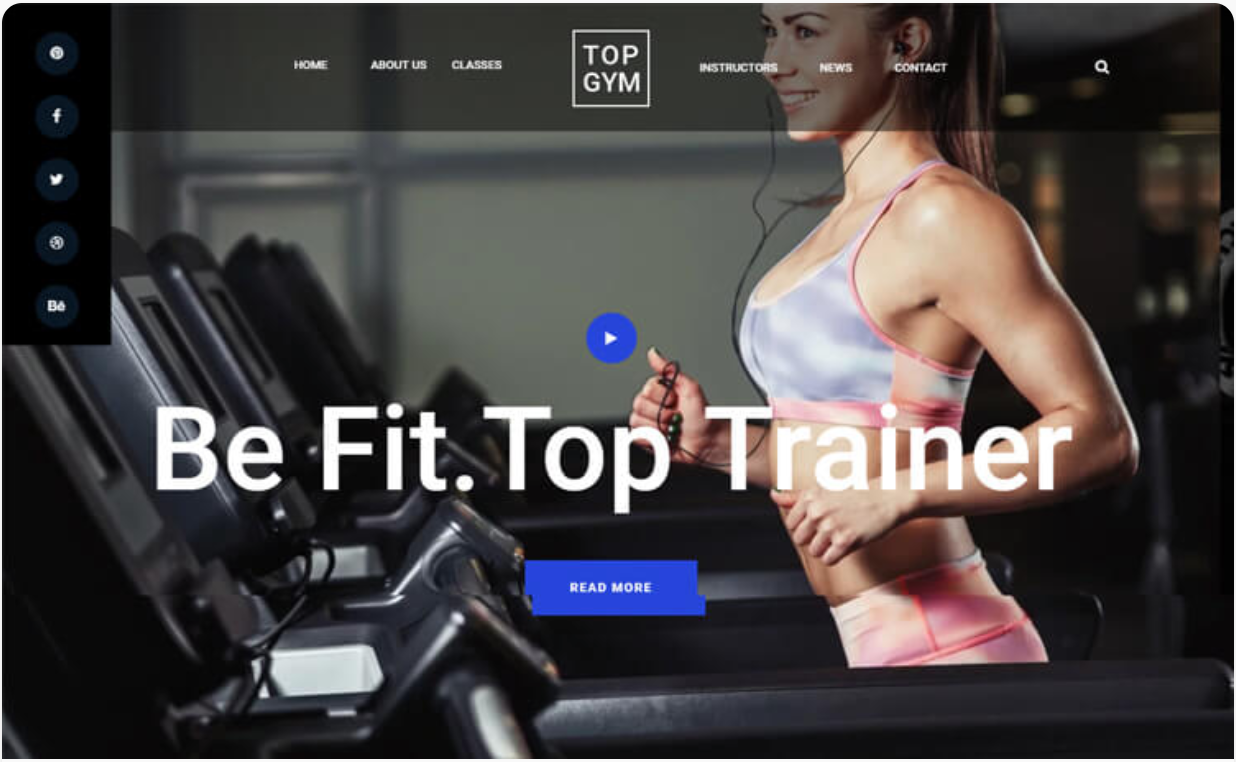 HOME
ABOUT US
CLASSES
TOP
GYM
INSTRUCTORS
NEWS
CONTACT
Bē
Be Fit.Top Trainer
READ MORE